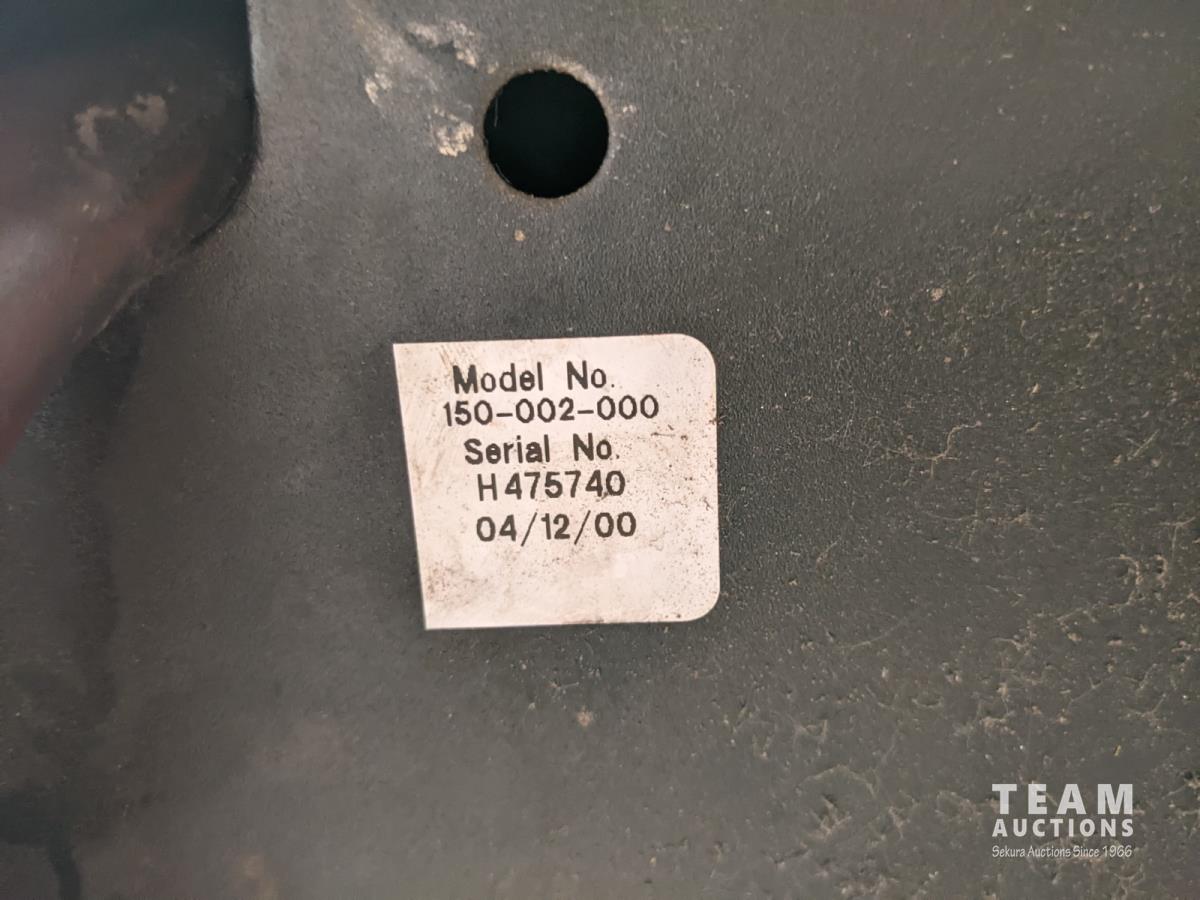 Model No.
150-002-000
Serial No.
H475740
04/12/00
TEAM
AUCTIONS
Sekura Auctions Since 1966